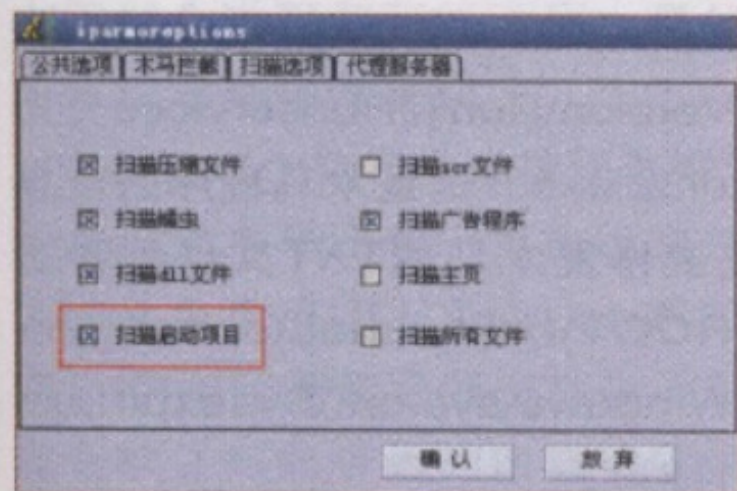 iparmoroptions
公共选项 木马拦截 扫描选项 代理服务器
扫描压缩文件 扫描scr文件
扫描蠕虫 扫描广告程序
扫描dll文件 扫描主页
扫描启动项目 扫描所有文件
确认 放弃